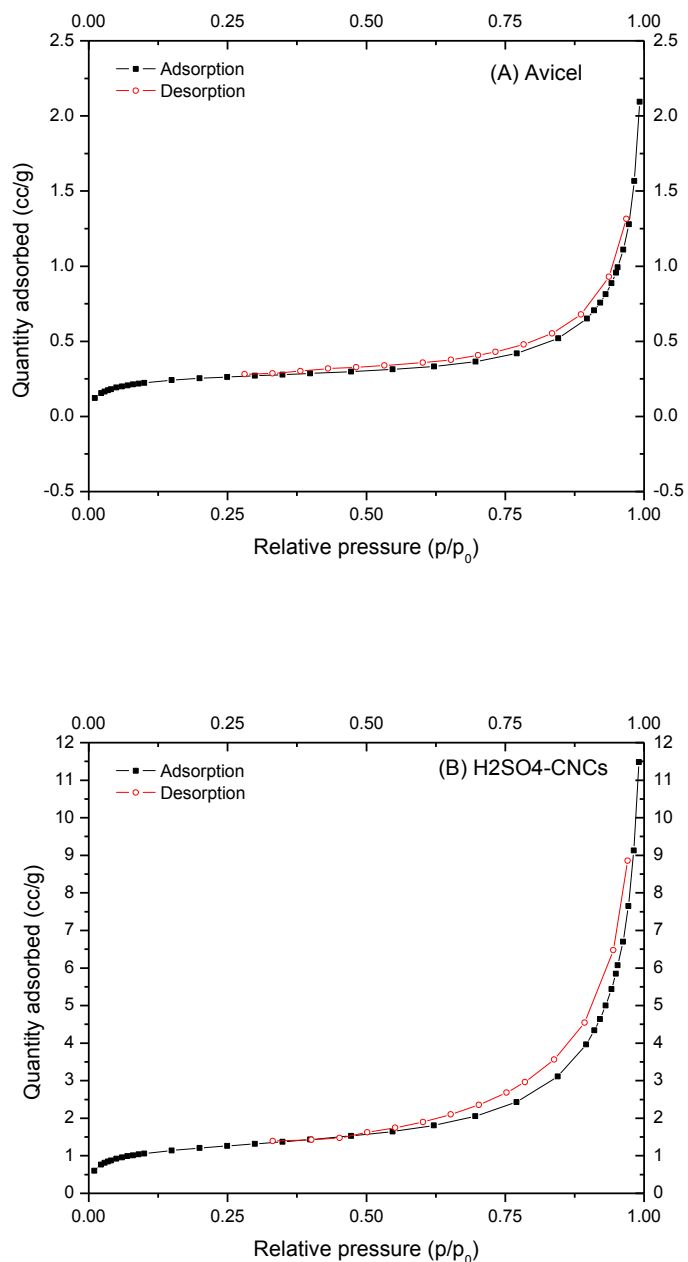 0.00 0.25 0.50 0.75 1.00
2.5 2.5
Adsorption
(A) Avicel
Desorption
2.0 2.0
1.5 1.5
1.0 1.0
0.5 0.5
0.0 0.0
-0.5 -0.5
Quantity adsorbed (cc/g)
0.00 0.25 0.50 0.75 1.00
Relative pressure (p/p0)
0.00 0.25 0.50 0.75 1.00
12 12
Adsorption
(B) H2SO4-CNCs
Desorption
11 11
10 10
9 9
8 8
7 7
6 6
5 5
4 4
3 3
2 2
1 1
0 0
Quantity adsorbed (cc/g)
0.00 0.25 0.50 0.75 1.00
Relative pressure (p/p0)